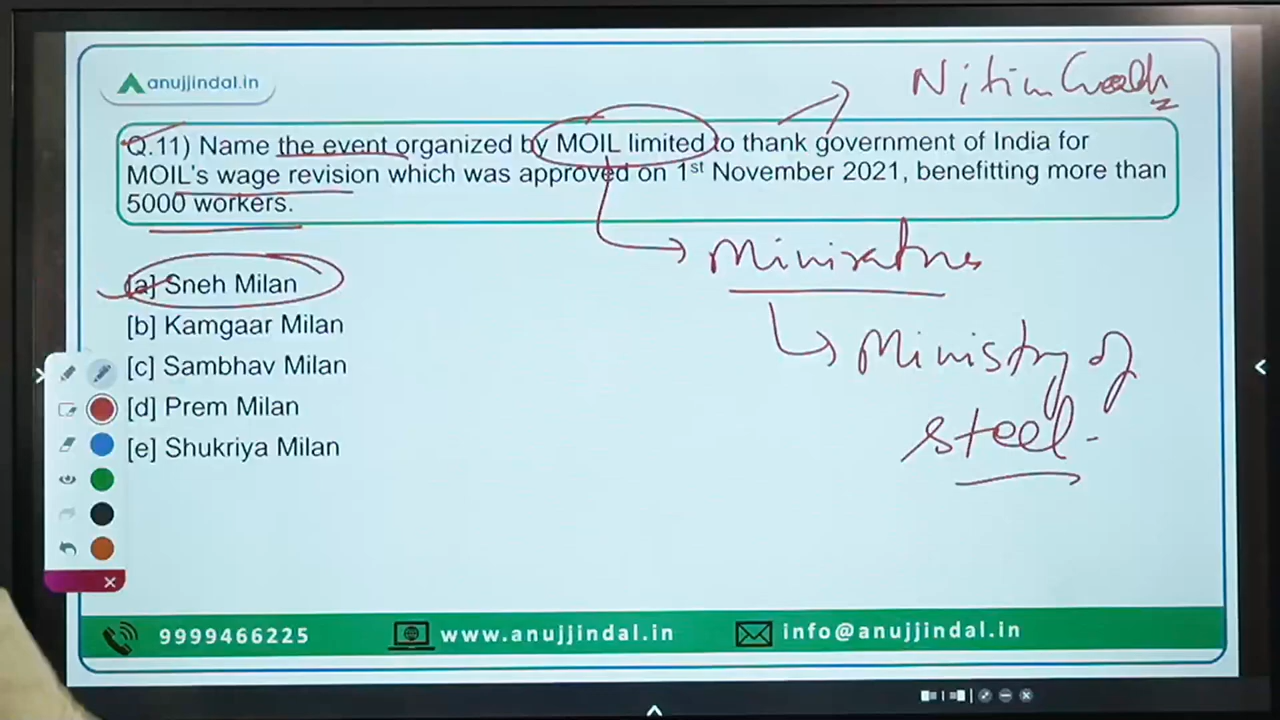 anujjindal.in
Nitin Gadk
Q.11) Name the event organized by MOIL limited to thank government of India for
MOIL's wage revision which was approved on 1st November 2021, benefitting more than
5000 workers.
Miniratna
[a] Sneh Milan
[b] Kamgaar Milan
Ministry of
[c] Sambhav Milan
[d] Prem Milan
steel
[e] Shukriya Milan
9999466225 www.anujjindal.in info@anujjindal.in